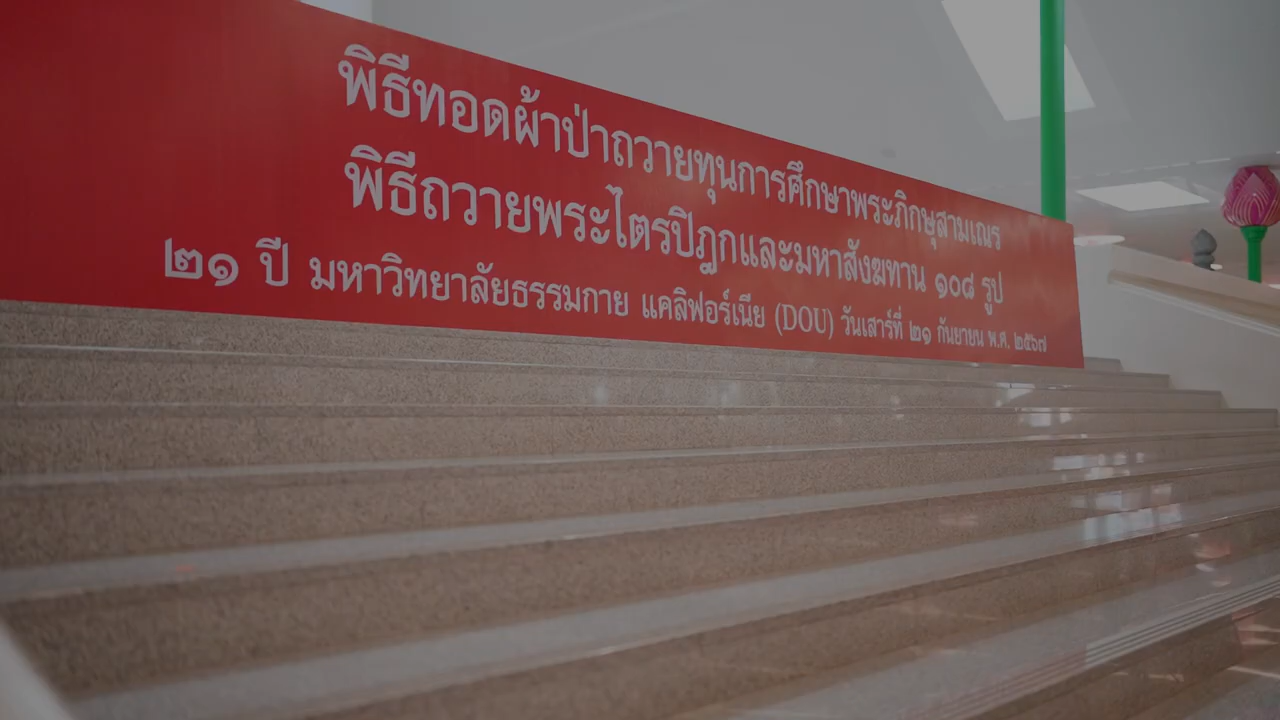 พิธีทอดผ้าป่าถวายทุนการศึกษาพระภิกษุสามเณร
พิธีถวายพระไตรปิฎกและมหาสังฆทาน ๑๐๘ รูป
๒๑ ปี มหาวิทยาลัยธรรมกาย แคลิฟอร์เนีย (DOU) วันเสาร์ที่ ๒๑ กันยายน พ.ศ. ๒๕๖๗